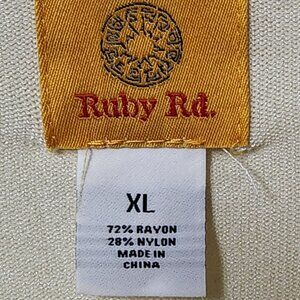 Ruby Rd.
XL
72% RAYON
28% NYLON
MADE IN
CHINA